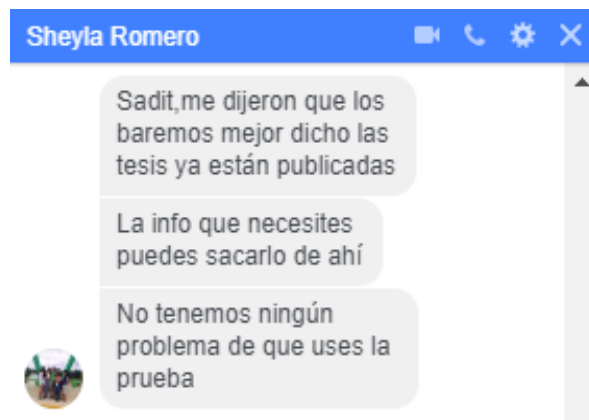 Sheyla Romero
Sadit,me dijeron que los
baremos mejor dicho las
tesis ya están publicadas
La info que necesites
puedes sacarlo de ahí
No tenemos ningún
problema de que uses la
prueba